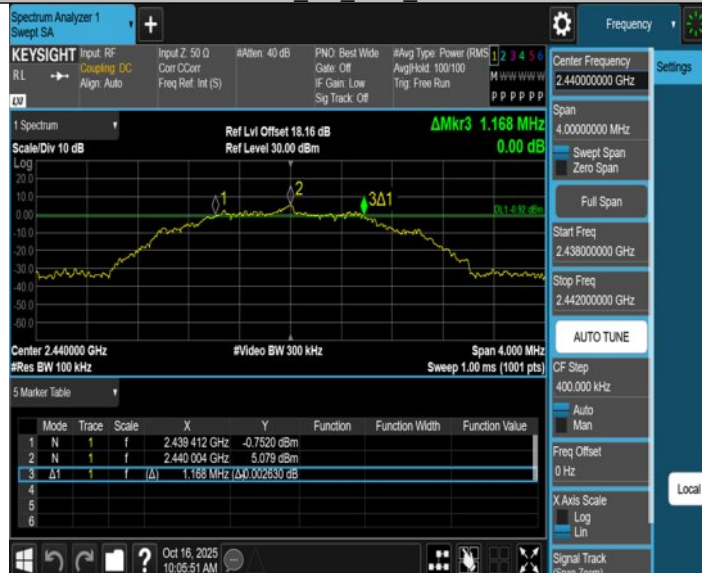 Spectrum Analyzer 1
Swept SA
+
Frequency
KEYSIGHT
RL
LXI
Input: RF
Coupling: DC
Align: Auto
Input Z: 50 Ω
Corr CCorr
Freq Ref: Int (S)
#Atten: 40 dB
PNO: Best Wide
Gate: Off
IF Gain: Low
Sig Track: Off
#Avg Type: Power (RMS
Avg|Hold: 100/100
Trig: Free Run
1 2 3 4 5 6
M W W W W W
P P P P P P
1 Spectrum
Scale/Div 10 dB
Ref Lvl Offset 18.16 dB
Ref Level 30.00 dBm
ΔMkr3 1.168 MHz
0.00 dB
Log
20.0
10.0
0.00
-10.0
-20.0
-30.0
-40.0
-50.0
-60.0
1
2
3Δ1
DL1 -0.92 dBm
Center 2.440000 GHz
#Res BW 100 kHz
#Video BW 300 kHz
Span 4.000 MHz
Sweep 1.00 ms (1001 pts)
5 Marker Table
Mode Trace Scale X Y Function Function Width Function Value
1 N 1 f 2.439 412 GHz -0.7520 dBm
2 N 1 f 2.440 004 GHz 5.079 dBm
3 Δ1 1 f (Δ) 1.168 MHz (Δ) -0.002630 dB
4
5
6
?
Oct 16, 2025
10:05:51 AM
Center Frequency
2.440000000 GHz
Span
4.00000000 MHz
Swept Span
Zero Span
Full Span
Start Freq
2.438000000 GHz
Stop Freq
2.442000000 GHz
AUTO TUNE
CF Step
400.000 kHz
Auto
Man
Freq Offset
0 Hz
X Axis Scale
Log
Lin
Signal Track
(Span Zoom)
Settings
Local